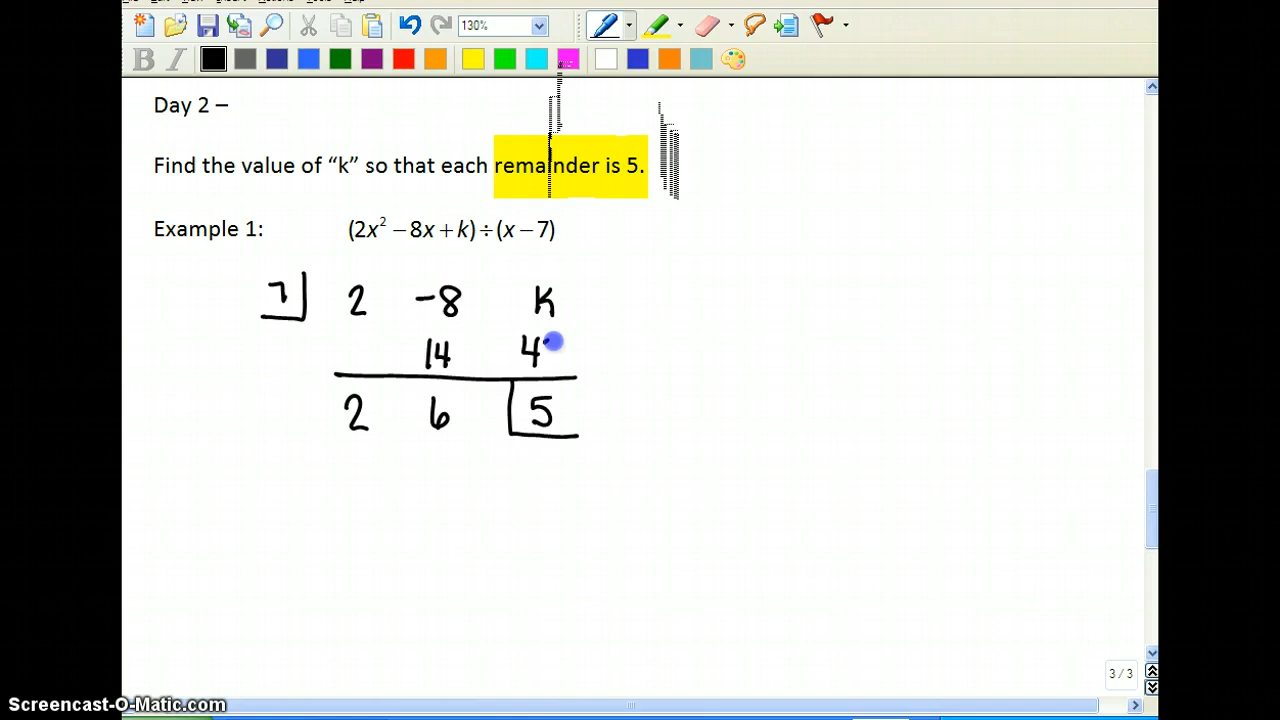 130%
B I
Day 2 –
Find the value of “k” so that each remainder is 5.
Example 1: (2x² − 8x + k) ÷ (x − 7)
7 2 -8 K
14 4
2 6 5
3 / 3
Screencast-O-Matic.com